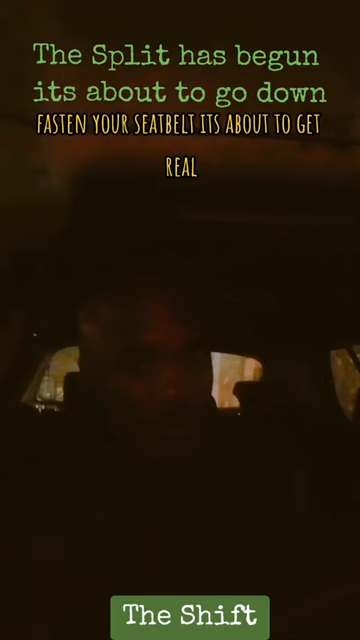 The Split has begun
its about to go down
FASTEN YOUR SEATBELT ITS ABOUT TO GET
REAL
The Shift